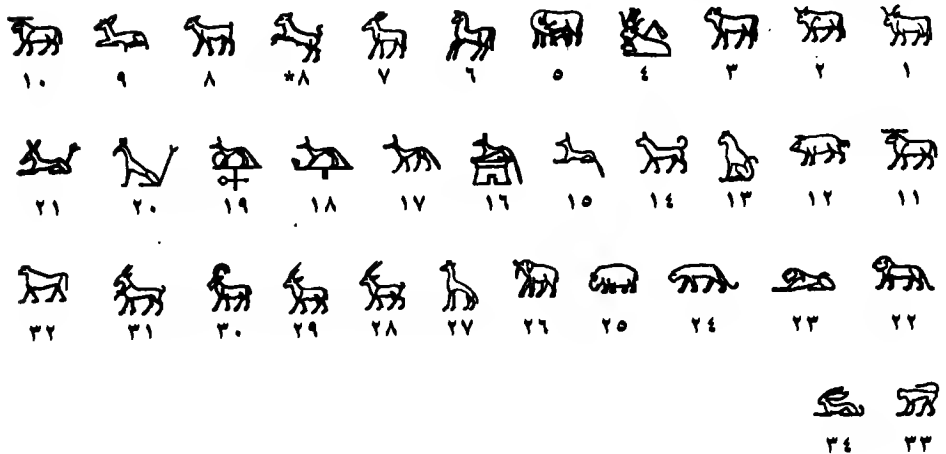 ١ ٢ ٣ ٤ ٥ ٦ ٧ ٨* ٨ ٩ ١٠
١١ ١٢ ١٣ ١٤ ١٥ ١٦ ١٧ ١٨ ١٩ ٢٠ ٢١
٢٢ ٢٣ ٢٤ ٢٥ ٢٦ ٢٧ ٢٨ ٢٩ ٣٠ ٣١ ٣٢
٣٣ ٣٤